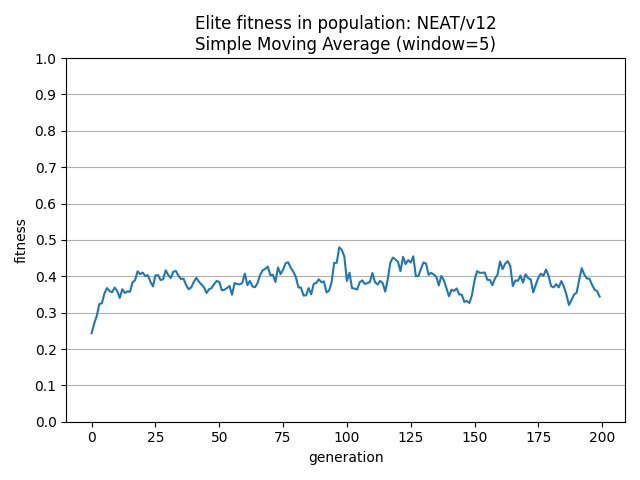 Elite fitness in population: NEAT/v12
Simple Moving Average (window=5)
1.0
0.9
0.8
0.7
0.6
0.5
0.4
0.3
0.2
0.1
0.0
fitness
0 25 50 75 100 125 150 175 200
generation